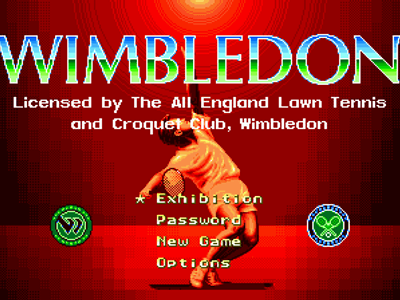 WIMBLEDON
Licensed by The All England Lawn Tennis
and Croquet Club, Wimbledon
* Exhibition
Password
New Game
Options